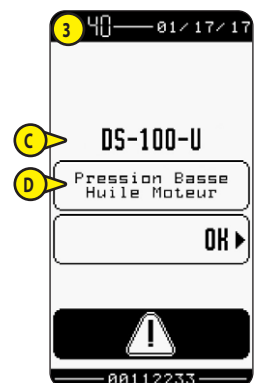 3 :40 01/17/17
C DS-100-U
D Pression Basse
Huile Moteur
OK
00112233